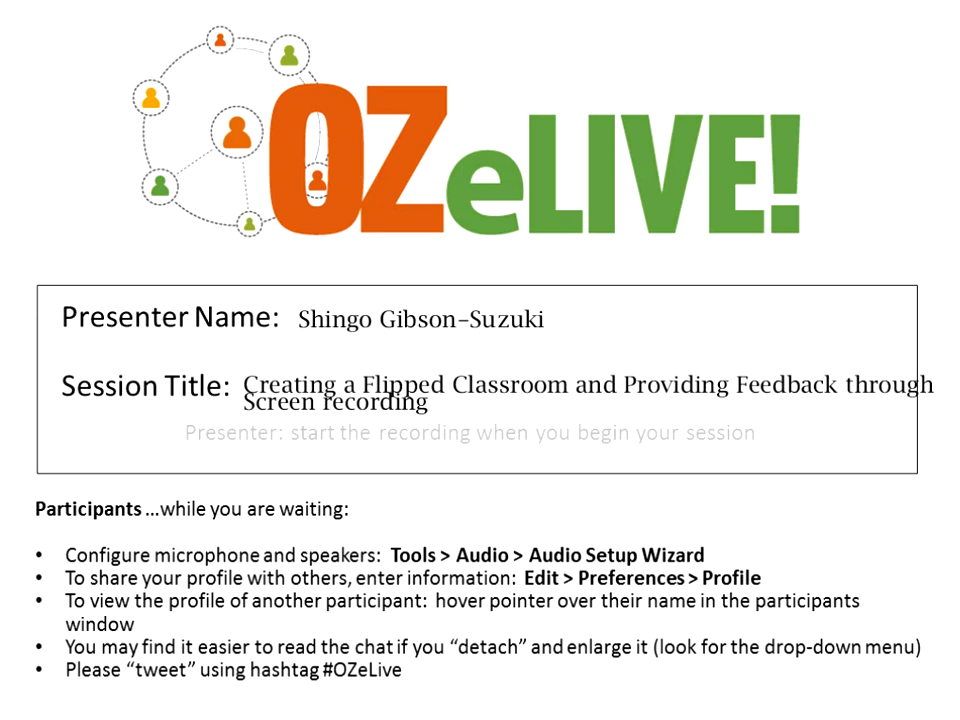 OZeLIVE!
Presenter Name: Shingo Gibson-Suzuki
Session Title: Creating a Flipped Classroom and Providing Feedback through
Screen recording
Presenter: start the recording when you begin your session
Participants ...while you are waiting:
• Configure microphone and speakers: Tools > Audio > Audio Setup Wizard
• To share your profile with others, enter information: Edit > Preferences > Profile
• To view the profile of another participant: hover pointer over their name in the participants
window
• You may find it easier to read the chat if you “detach” and enlarge it (look for the drop-down menu)
• Please “tweet” using hashtag #OZeLive